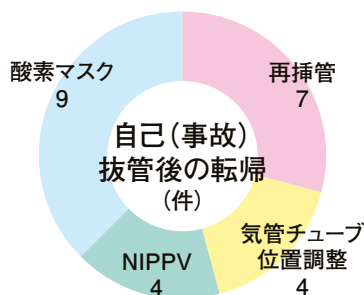 酸素マスク
9
再挿管
7
自己（事故）
抜管後の転帰
（件）
気管チューブ
位置調整
4
NIPPV
4